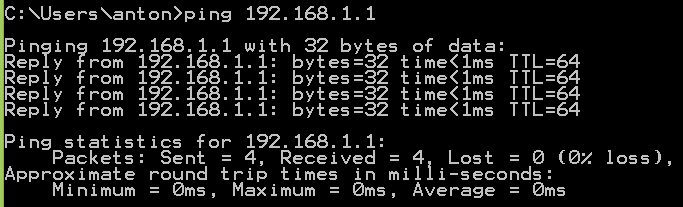 C:\Users\anton>ping 192.168.1.1
Pinging 192.168.1.1 with 32 bytes of data:
Reply from 192.168.1.1: bytes=32 time<1ms TTL=64
Reply from 192.168.1.1: bytes=32 time<1ms TTL=64
Reply from 192.168.1.1: bytes=32 time<1ms TTL=64
Reply from 192.168.1.1: bytes=32 time<1ms TTL=64
Ping statistics for 192.168.1.1:
Packets: Sent = 4, Received = 4, Lost = 0 (0% loss),
Approximate round trip times in milli-seconds:
Minimum = 0ms, Maximum = 0ms, Average = 0ms